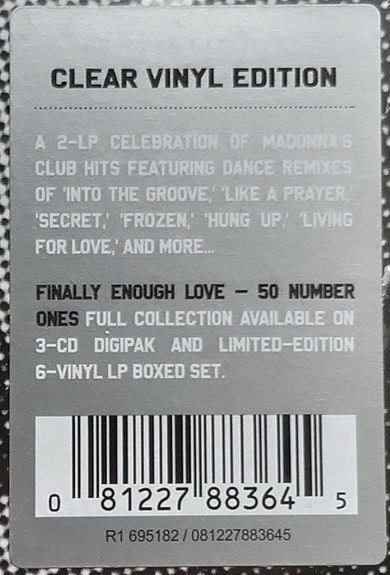 CLEAR VINYL EDITION
A 2-LP CELEBRATION OF MADONNA'S
CLUB HITS FEATURING DANCE REMIXES
OF 'INTO THE GROOVE,' 'LIKE A PRAYER,'
'SECRET,' 'FROZEN,' 'HUNG UP,' 'LIVING
FOR LOVE,' AND MORE...
FINALLY ENOUGH LOVE – 50 NUMBER
ONES FULL COLLECTION AVAILABLE ON
3-CD DIGIPAK AND LIMITED-EDITION
6-VINYL LP BOXED SET.
0 81227 88364 5
R1 695182 / 081227883645